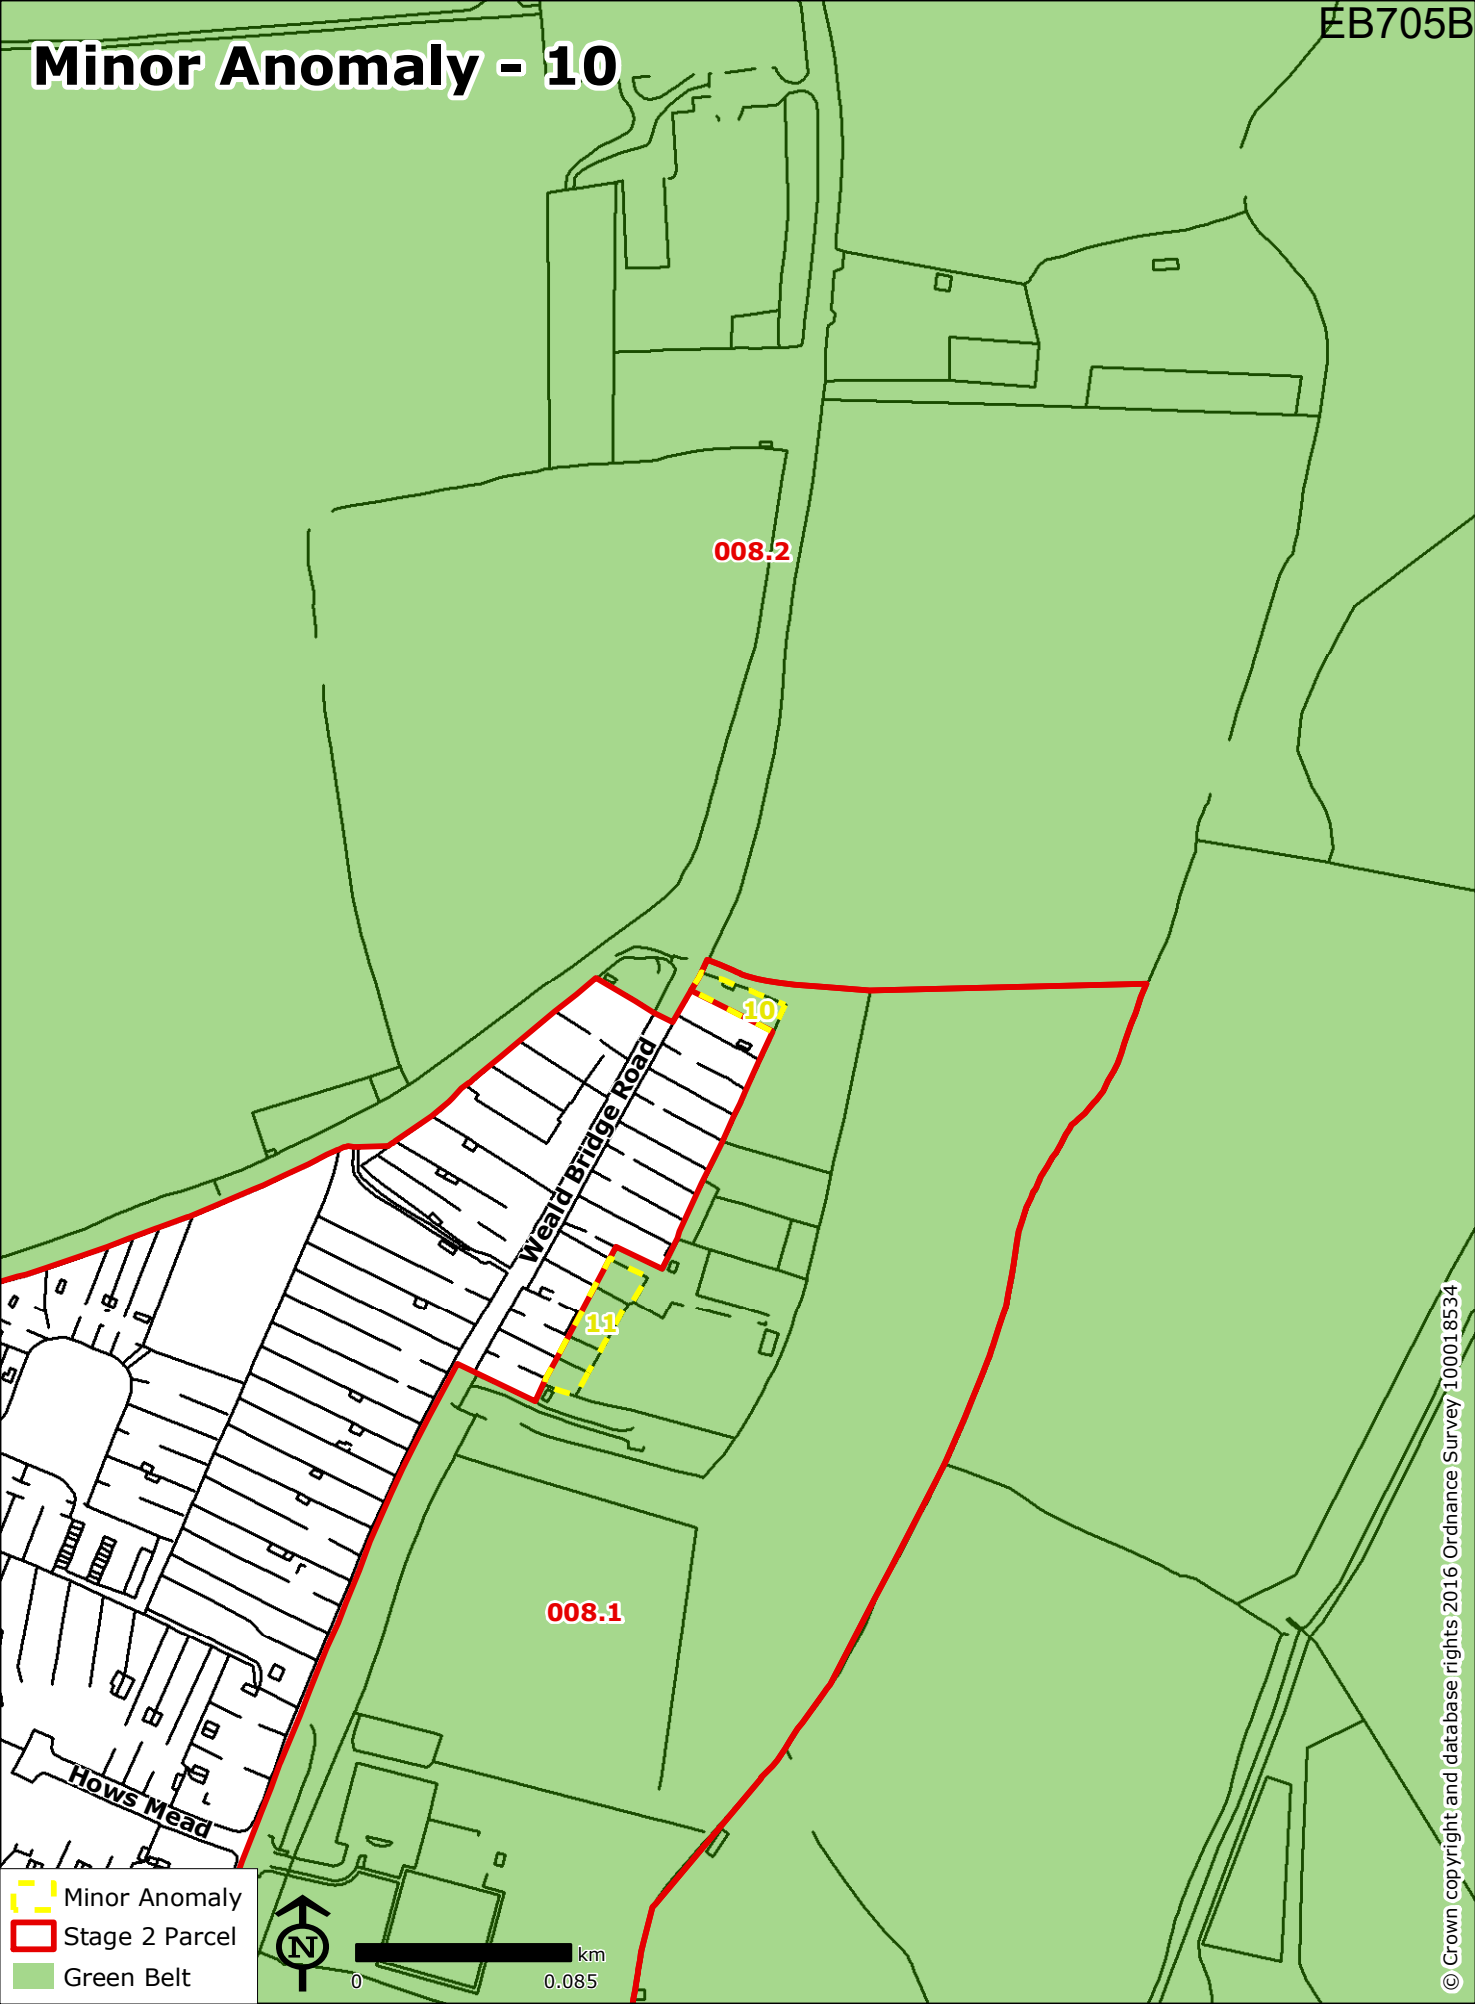 EB705B
Minor Anomaly - 10
008.2
10
Weald Bridge Road
11
008.1
Hows Mead
Minor Anomaly
Stage 2 Parcel
Green Belt
N
km
0 0.085
© Crown copyright and database rights 2016 Ordnance Survey 100018534